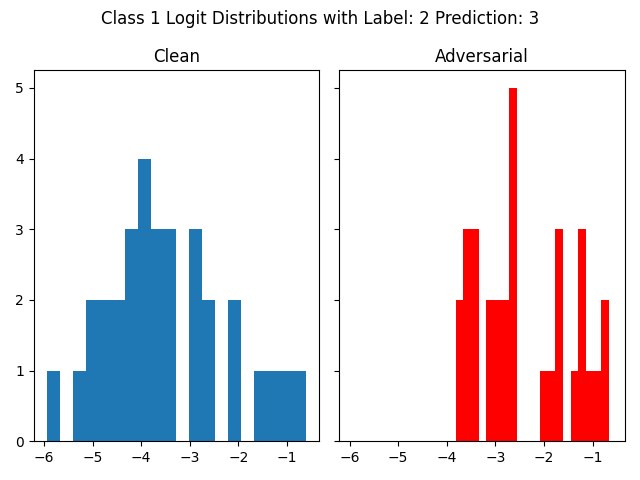 Class 1 Logit Distributions with Label: 2 Prediction: 3
Clean
Adversarial
5
4
3
2
1
0
−6 −5 −4 −3 −2 −1
−6 −5 −4 −3 −2 −1